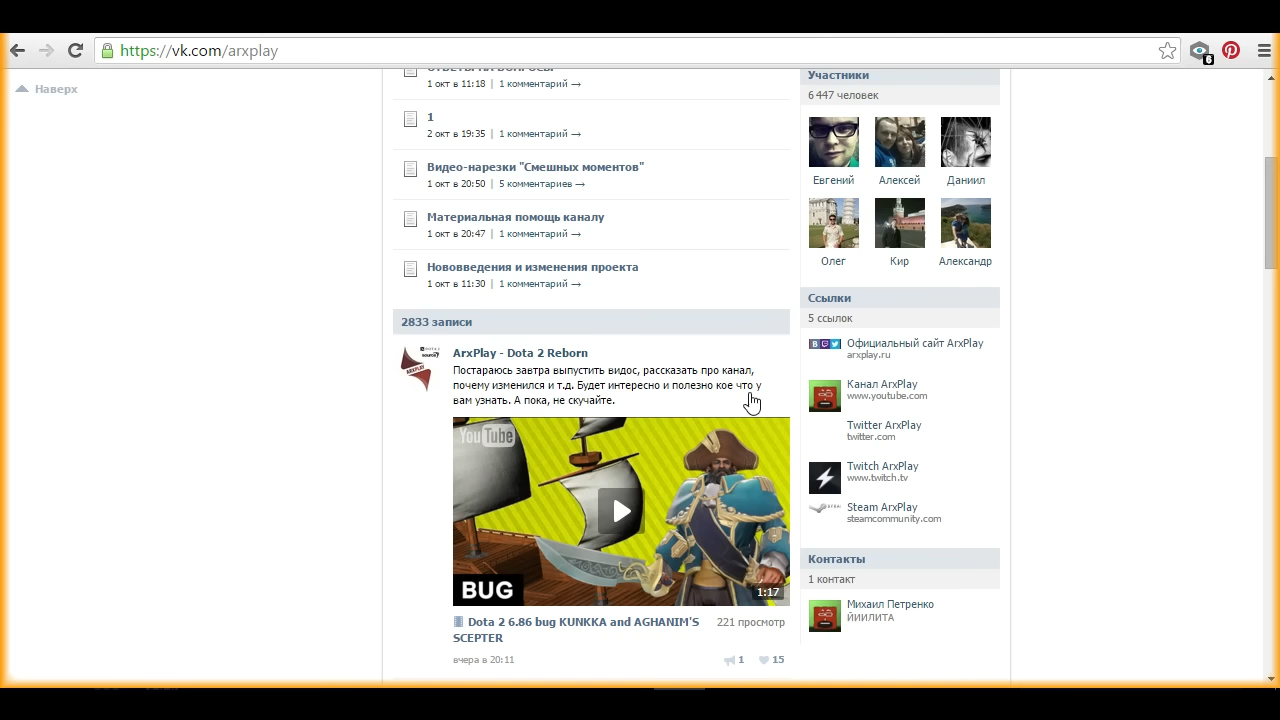 https://vk.com/arxplay
6
Наверх
ОТВЕТЫ НА ВОПРОСЫ
1 окт в 11:18 | 1 комментарий →
1
2 окт в 19:35 | 1 комментарий →
Видео-нарезки "Смешных моментов"
1 окт в 20:50 | 5 комментариев →
Материальная помощь каналу
1 окт в 20:47 | 1 комментарий →
Нововведения и изменения проекта
1 окт в 11:30 | 1 комментарий →
2833 записи
ArxPlay - Dota 2 Reborn
Постараюсь завтра выпустить видос, рассказать про канал,
почему изменился и т.д. Будет интересно и полезно кое что у
вам узнать. А пока, не скучайте.
YouTube
BUG
1:17
Dota 2 6.86 bug KUNKKA and AGHANIM'S
SCEPTER
221 просмотр
вчера в 20:11
1
15
Участники
6 447 человек
Евгений
Алексей
Даниил
Олег
Кир
Александр
Ссылки
5 ссылок
Официальный сайт ArxPlay
arxplay.ru
Канал ArxPlay
www.youtube.com
Twitter ArxPlay
twitter.com
Twitch ArxPlay
www.twitch.tv
Steam ArxPlay
steamcommunity.com
Контакты
1 контакт
Михаил Петренко
ЙИИЛИТА